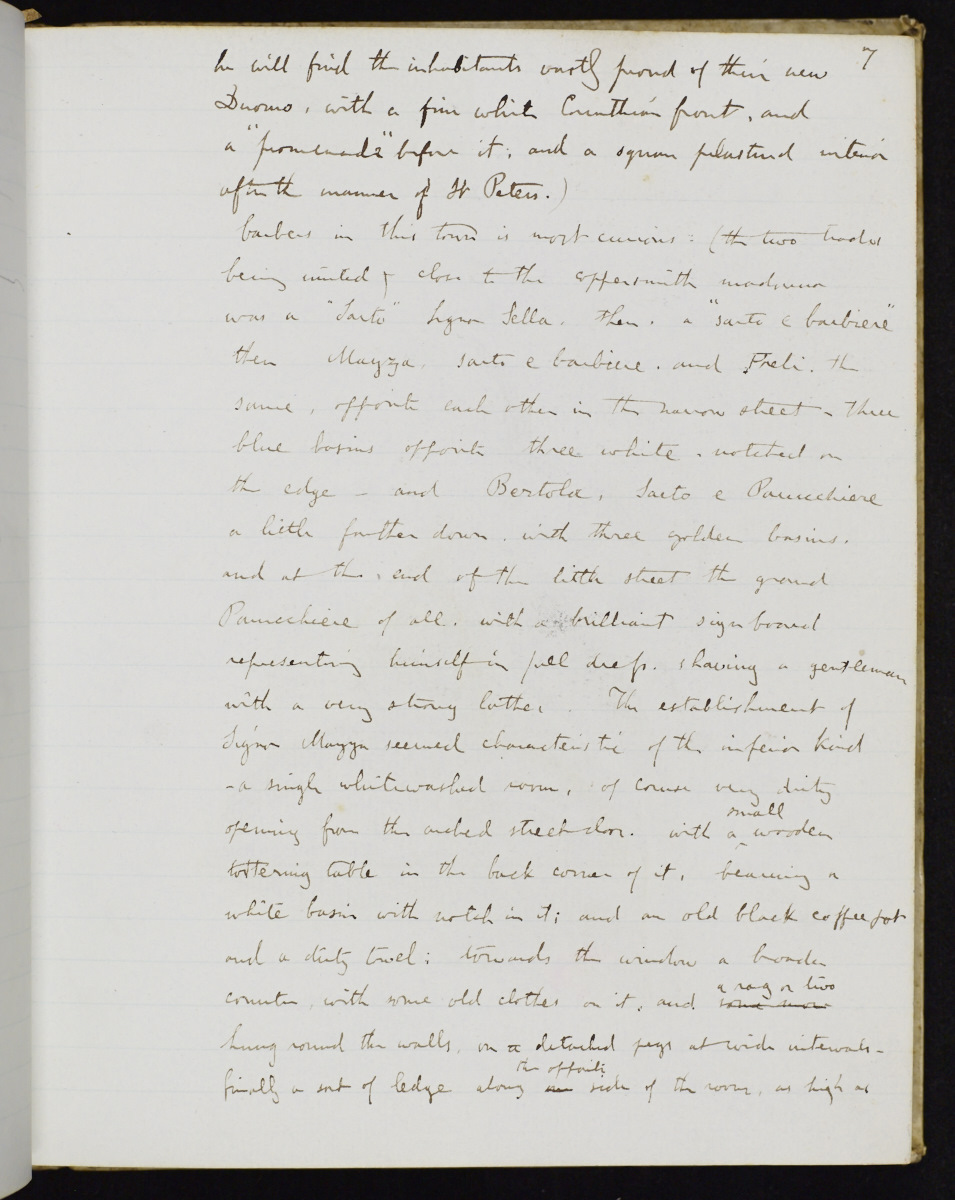 7
he will find the inhabitants vastly proud of their new
Duomo, with a fine white Corinthian front, and
a "promenade" before it; and a square plastered interior
after the manner of St Peters.)
barbers in this town is most curious: (the two trades
being united) close to the coppersmith madonna
was a "Sarto" Signor Sella. then. a "sarto e barbiere"
then Mazza, sarto e barbiere. and Preli. the
same, opposite each other in the narrow street - three
blue basins opposite three white. notched on
the edge - and Bertola, Sarto e Parucchiere
a little further down. with three golden basins.
and at the end of the little street the grand
Parucchiere of all. with a brilliant sign board
representing himself in full dress. shaving a gentleman
with a very strong lather. The establishment of
Signor Mazza seemed characteristic of the inferior kind
- a single whitewashed room, of course very dirty
opening from the arched street door. with a small wooden
tottering table in the back corner of it, bearing a
white basin with notch in it; and an old black coffee pot
and a dirty towel; towards the window a broader
counter, with some old clothes on it, and a rag or two
hung round the walls, on detached pegs at wide intervals -
finally a sort of ledge along the opposite side of the room, as high as